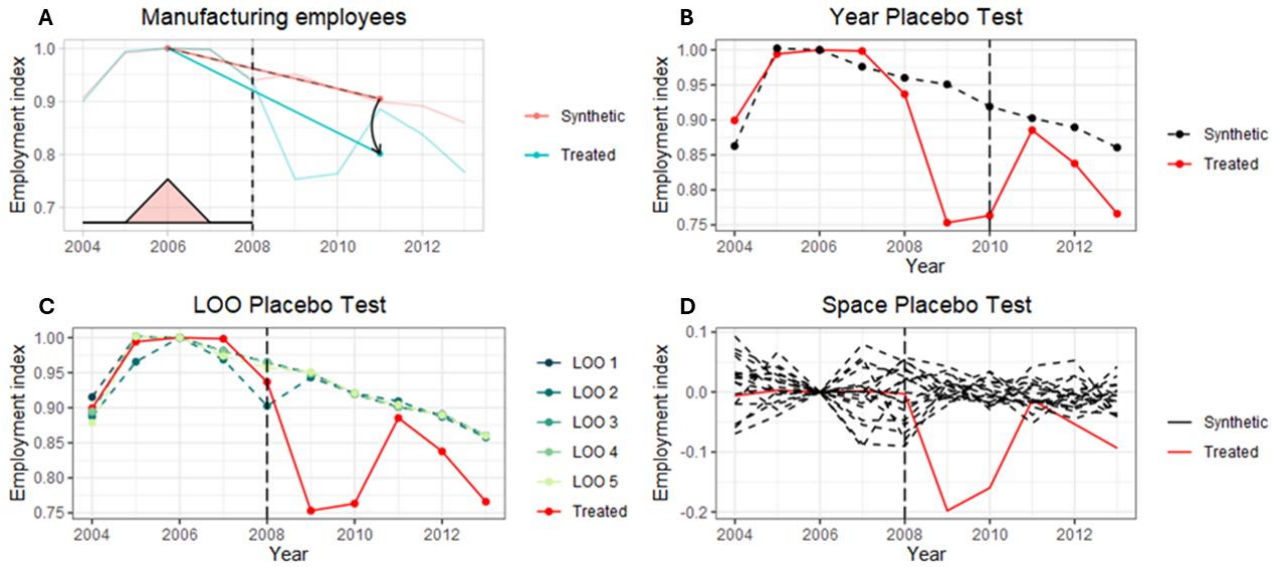 A
Manufacturing employees
Employment index
1.0
0.9
0.8
0.7
2004 2006 2008 2010 2012
Synthetic
Treated
B
Year Placebo Test
Employment index
1.00
0.95
0.90
0.85
0.80
0.75
2004 2006 2008 2010 2012
Year
Synthetic
Treated
C
LOO Placebo Test
Employment index
1.00
0.95
0.90
0.85
0.80
0.75
2004 2006 2008 2010 2012
Year
LOO 1
LOO 2
LOO 3
LOO 4
LOO 5
Treated
D
Space Placebo Test
Employment index
0.1
0.0
-0.1
-0.2
2004 2006 2008 2010 2012
Year
Synthetic
Treated